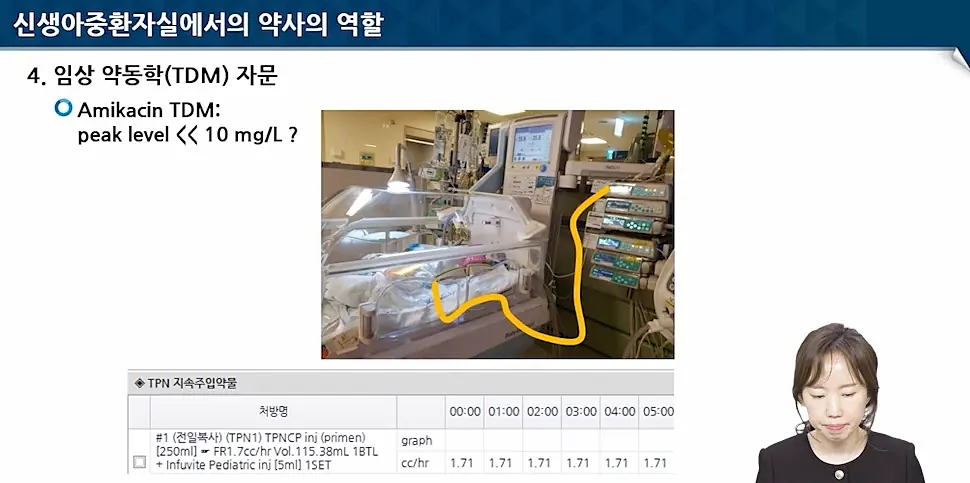 신생아중환자실에서의 약사의 역할
4. 임상 약동학(TDM) 자문
Amikacin TDM:
peak level << 10 mg/L ?
◈ TPN 지속주입약물
처방명 00:00 01:00 02:00 03:00 04:00 05:00
#1 (전일복사) (TPN1) TPNCP inj (primen) graph
[250ml] ☞ FR1.7cc/hr Vol.115.38mL 1BTL
+ Infuvite Pediatric inj [5ml] 1SET cc/hr 1.71 1.71 1.71 1.71 1.71 1.71